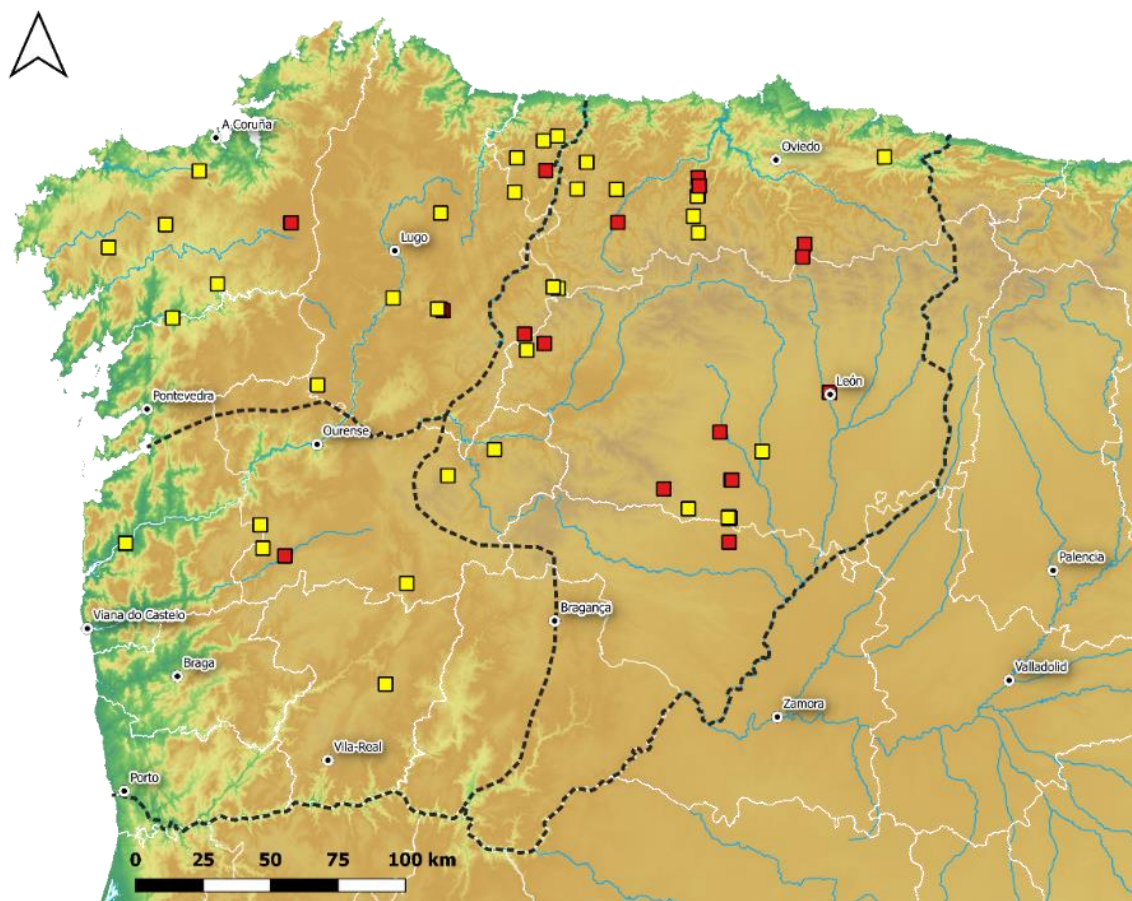 A Coruña
Oviedo
Lugo
León
Pontevedra
Ourense
Palencia
Bragança
Viana do Castelo
Braga
Valladolid
Zamora
Vila-Real
Porto
0 25 50 75 100 km